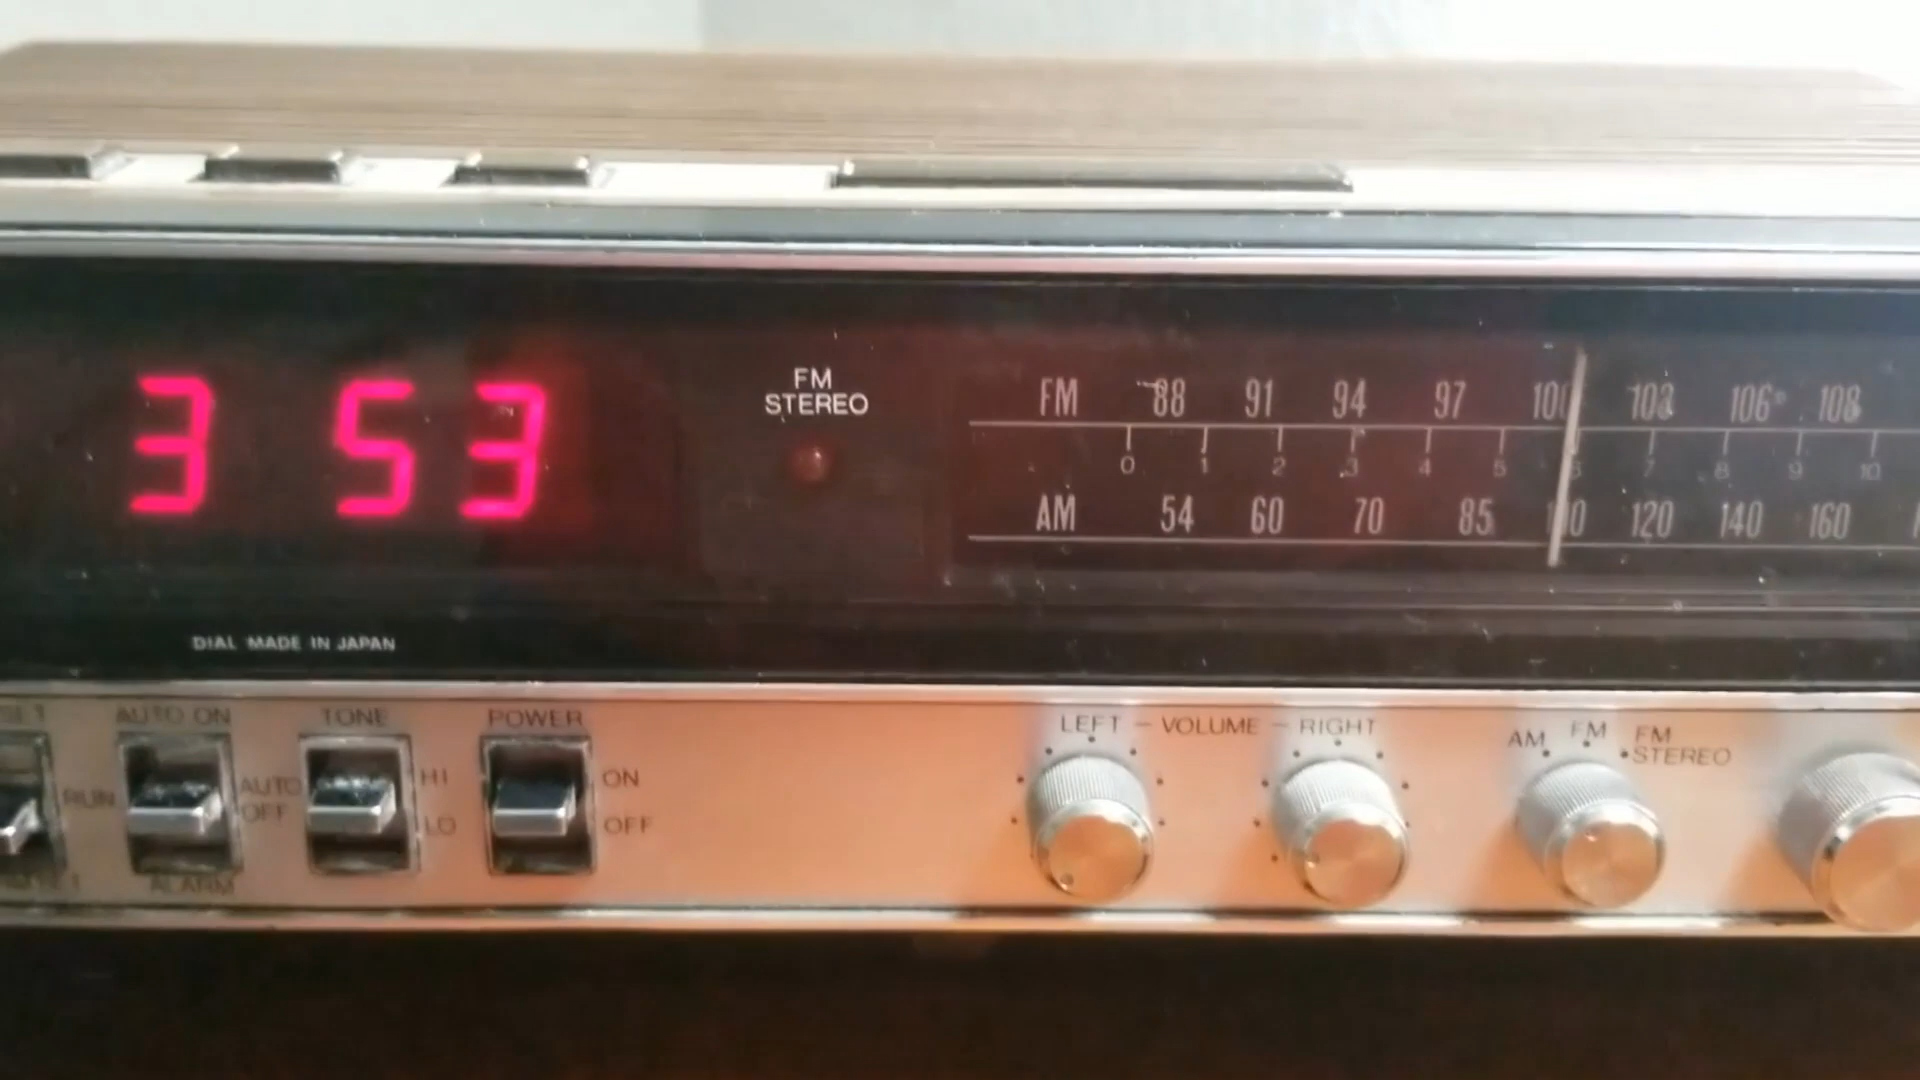 3 53
FM
STEREO
FM 88 91 94 97 100 103 106 108
0 1 2 3 4 5 6 7 8 9 10
AM 54 60 70 85 100 120 140 160
DIAL MADE IN JAPAN
SET
AUTO ON
TONE
POWER
LEFT – VOLUME – RIGHT
AM
FM
FM
STEREO
RUN
AUTO
OFF
HI
LO
ON
OFF
ALARM